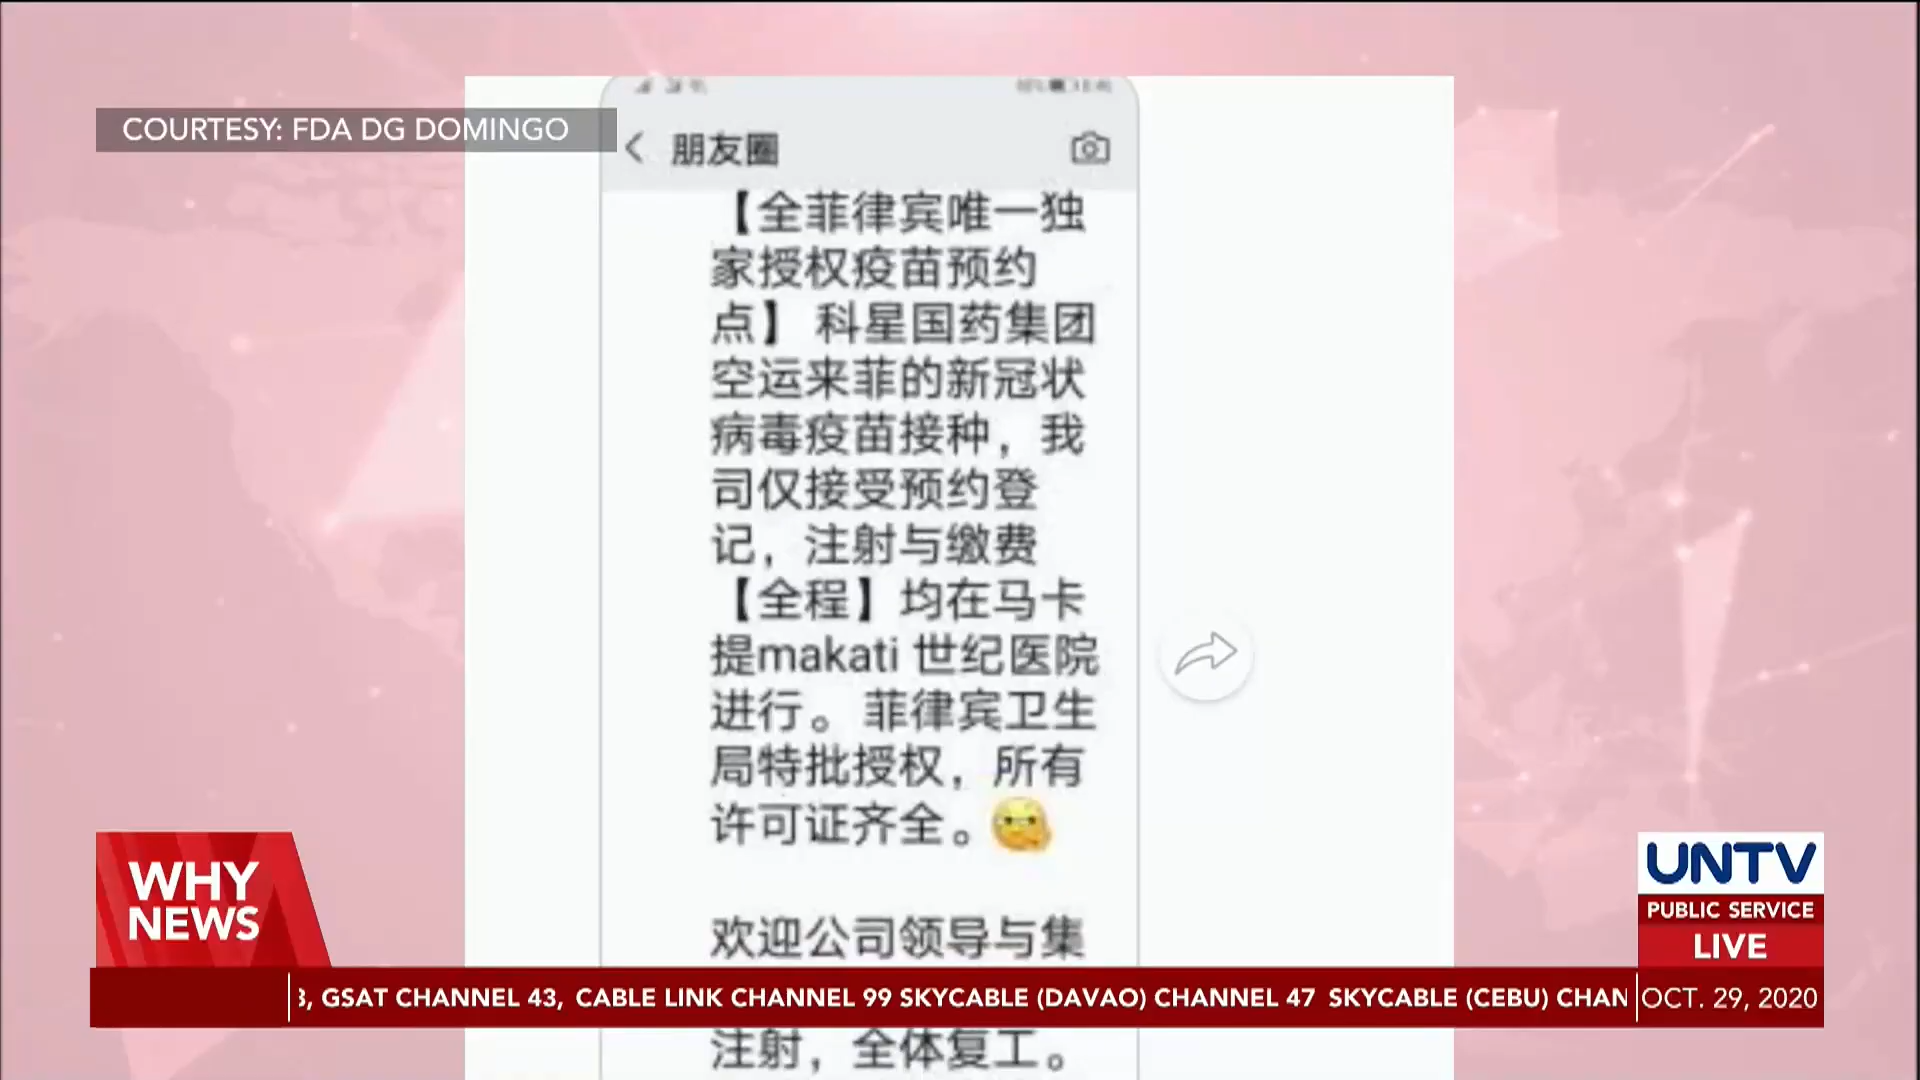 COURTESY: FDA DG DOMINGO
朋友圈
【全菲律宾唯一独
家授权疫苗预约
点】 科星国药集团
空运来菲的新冠状
病毒疫苗接种，我
司仅接受预约登
记，注射与缴费
【全程】均在马卡
提makati 世纪医院
进行。菲律宾卫生
局特批授权，所有
许可证齐全。
欢迎公司领导与集
注射，全体复工。
WHY
NEWS
UNTV
PUBLIC SERVICE
LIVE
3, GSAT CHANNEL 43, CABLE LINK CHANNEL 99 SKYCABLE (DAVAO) CHANNEL 47 SKYCABLE (CEBU) CHAN
OCT. 29, 2020